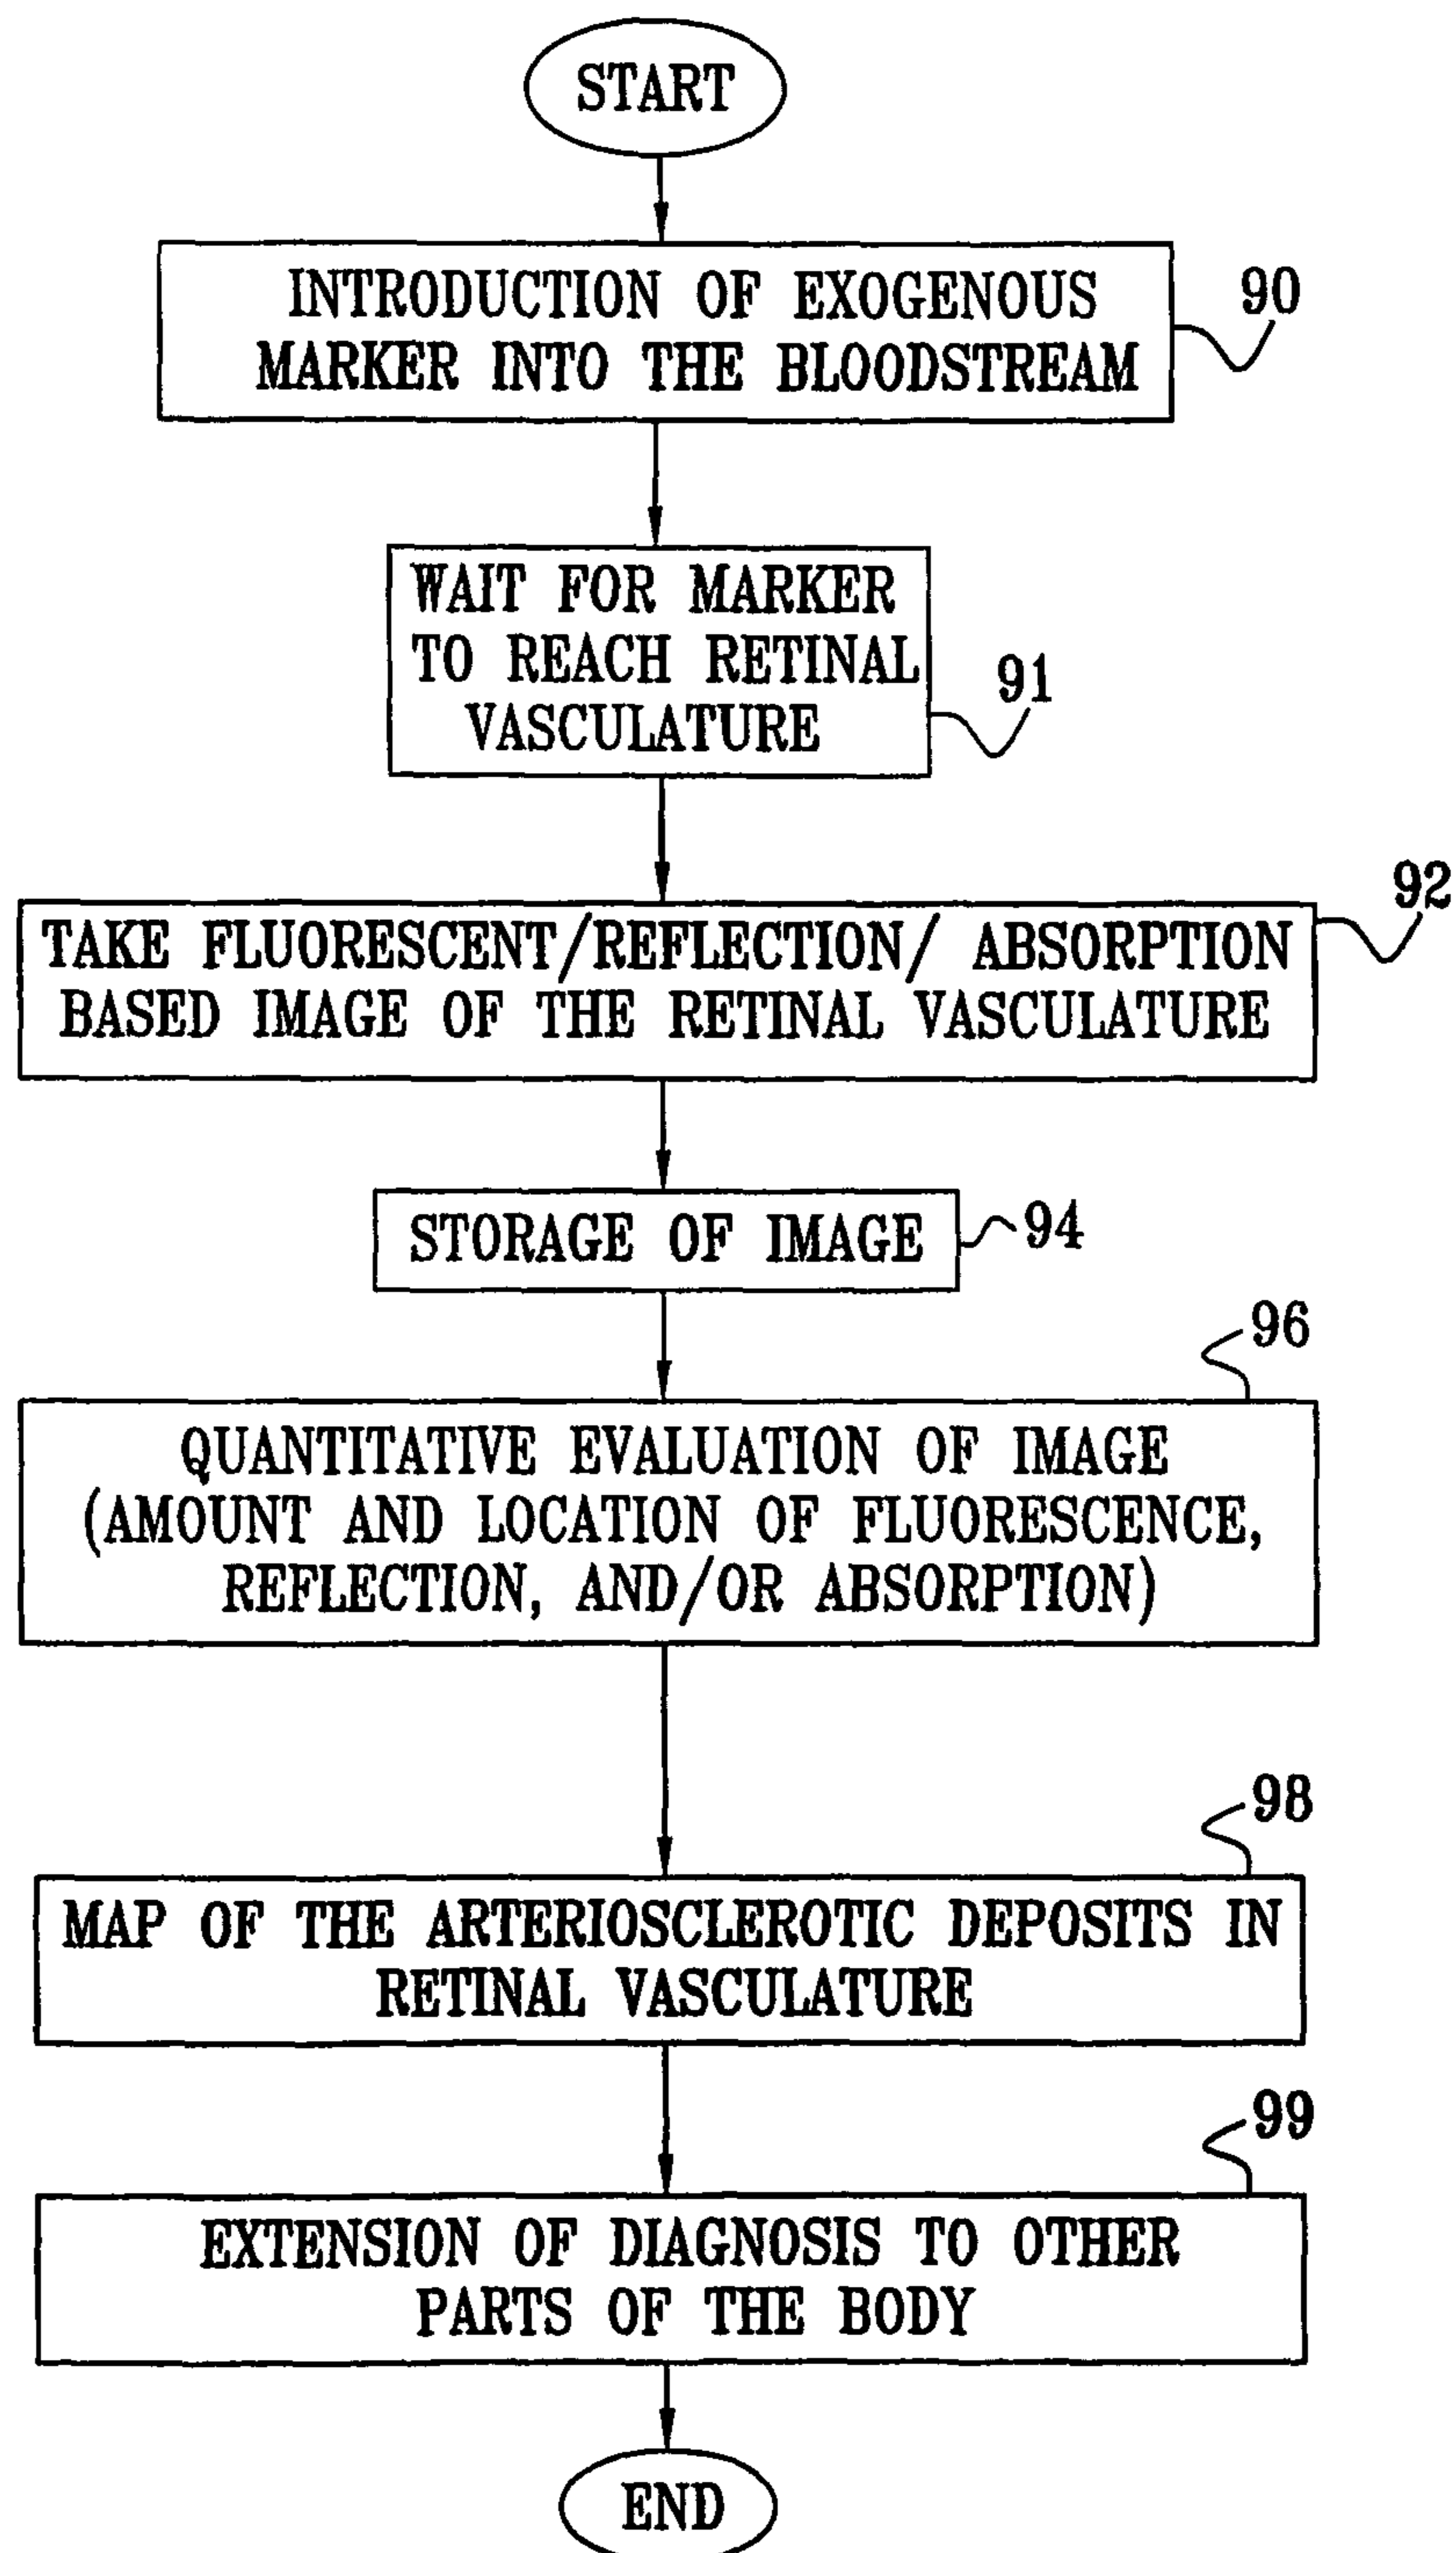 START
INTRODUCTION OF EXOGENOUS
MARKER INTO THE BLOODSTREAM
90
WAIT FOR MARKER
TO REACH RETINAL
VASCULATURE
91
92
TAKE FLUORESCENT/REFLECTION/ ABSORPTION
BASED IMAGE OF THE RETINAL VASCULATURE
STORAGE OF IMAGE
94
96
QUANTITATIVE EVALUATION OF IMAGE
(AMOUNT AND LOCATION OF FLUORESCENCE,
REFLECTION, AND/OR ABSORPTION)
98
MAP OF THE ARTERIOSCLEROTIC DEPOSITS IN
RETINAL VASCULATURE
99
EXTENSION OF DIAGNOSIS TO OTHER
PARTS OF THE BODY
END